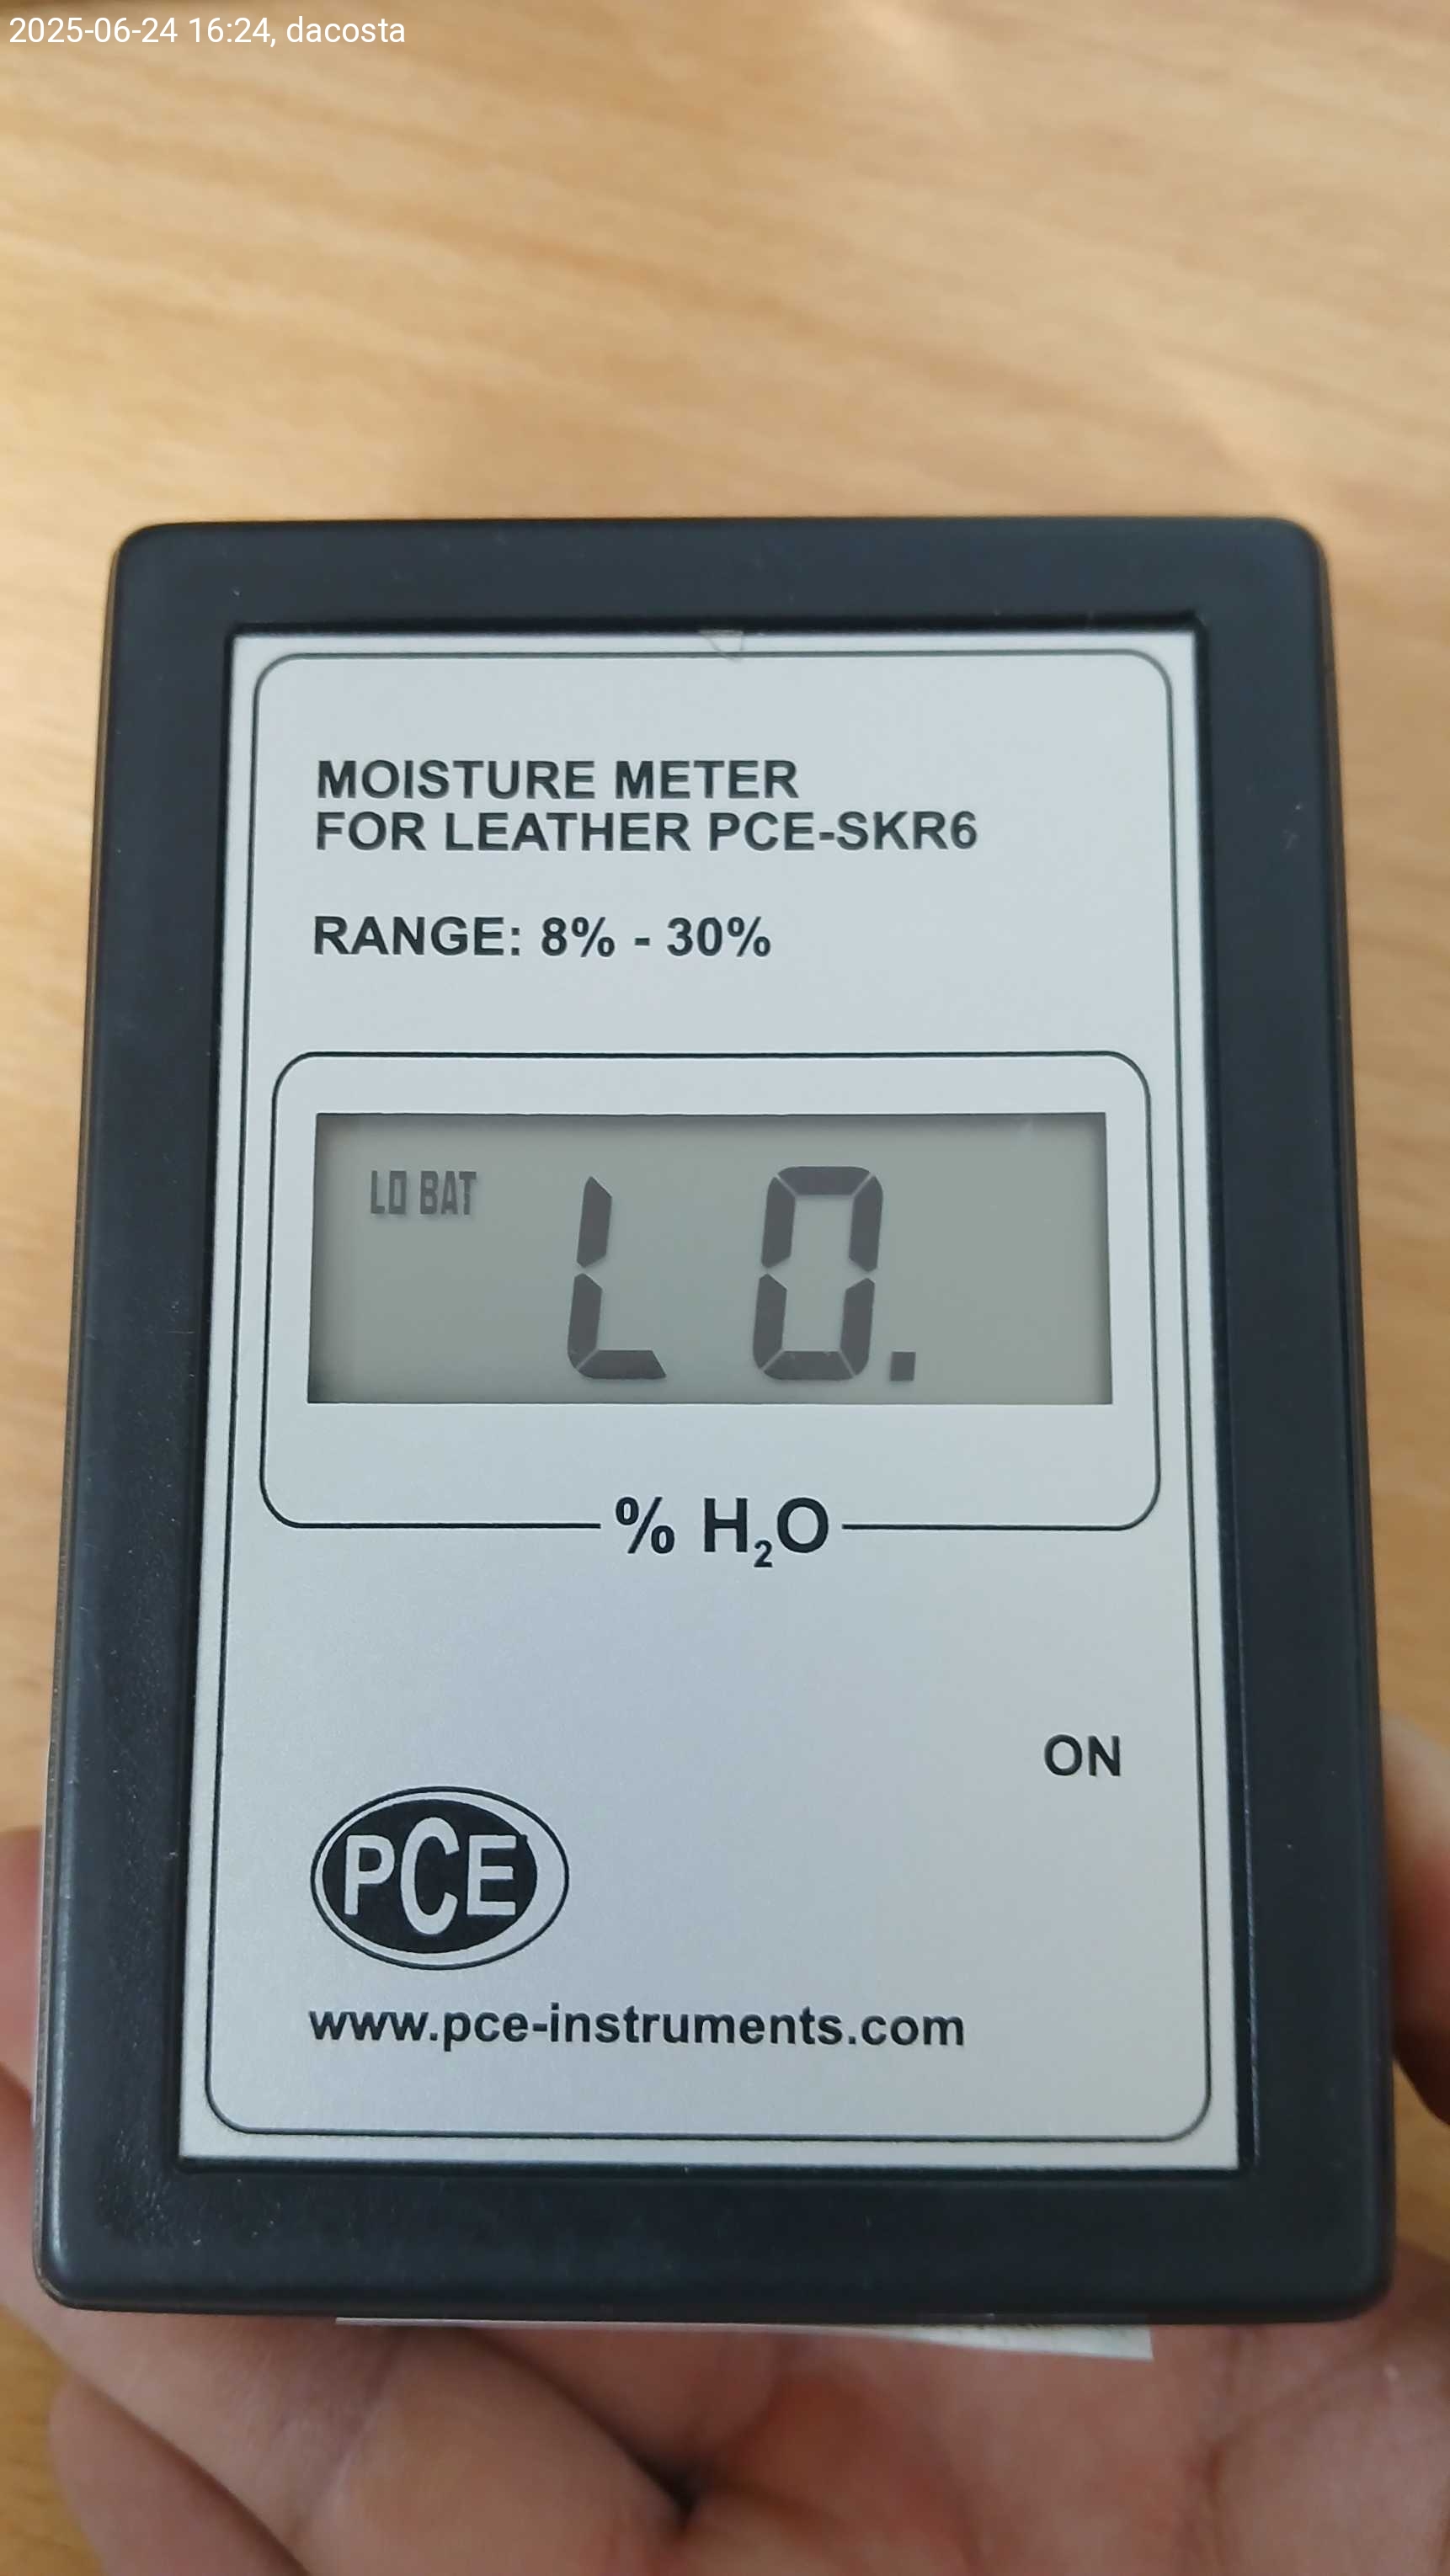 2025-06-24 16:24, dacosta
MOISTURE METER
FOR LEATHER PCE-SKR6
RANGE: 8% - 30%
LO BAT
L0.
% H₂O
ON
PCE
www.pce-instruments.com